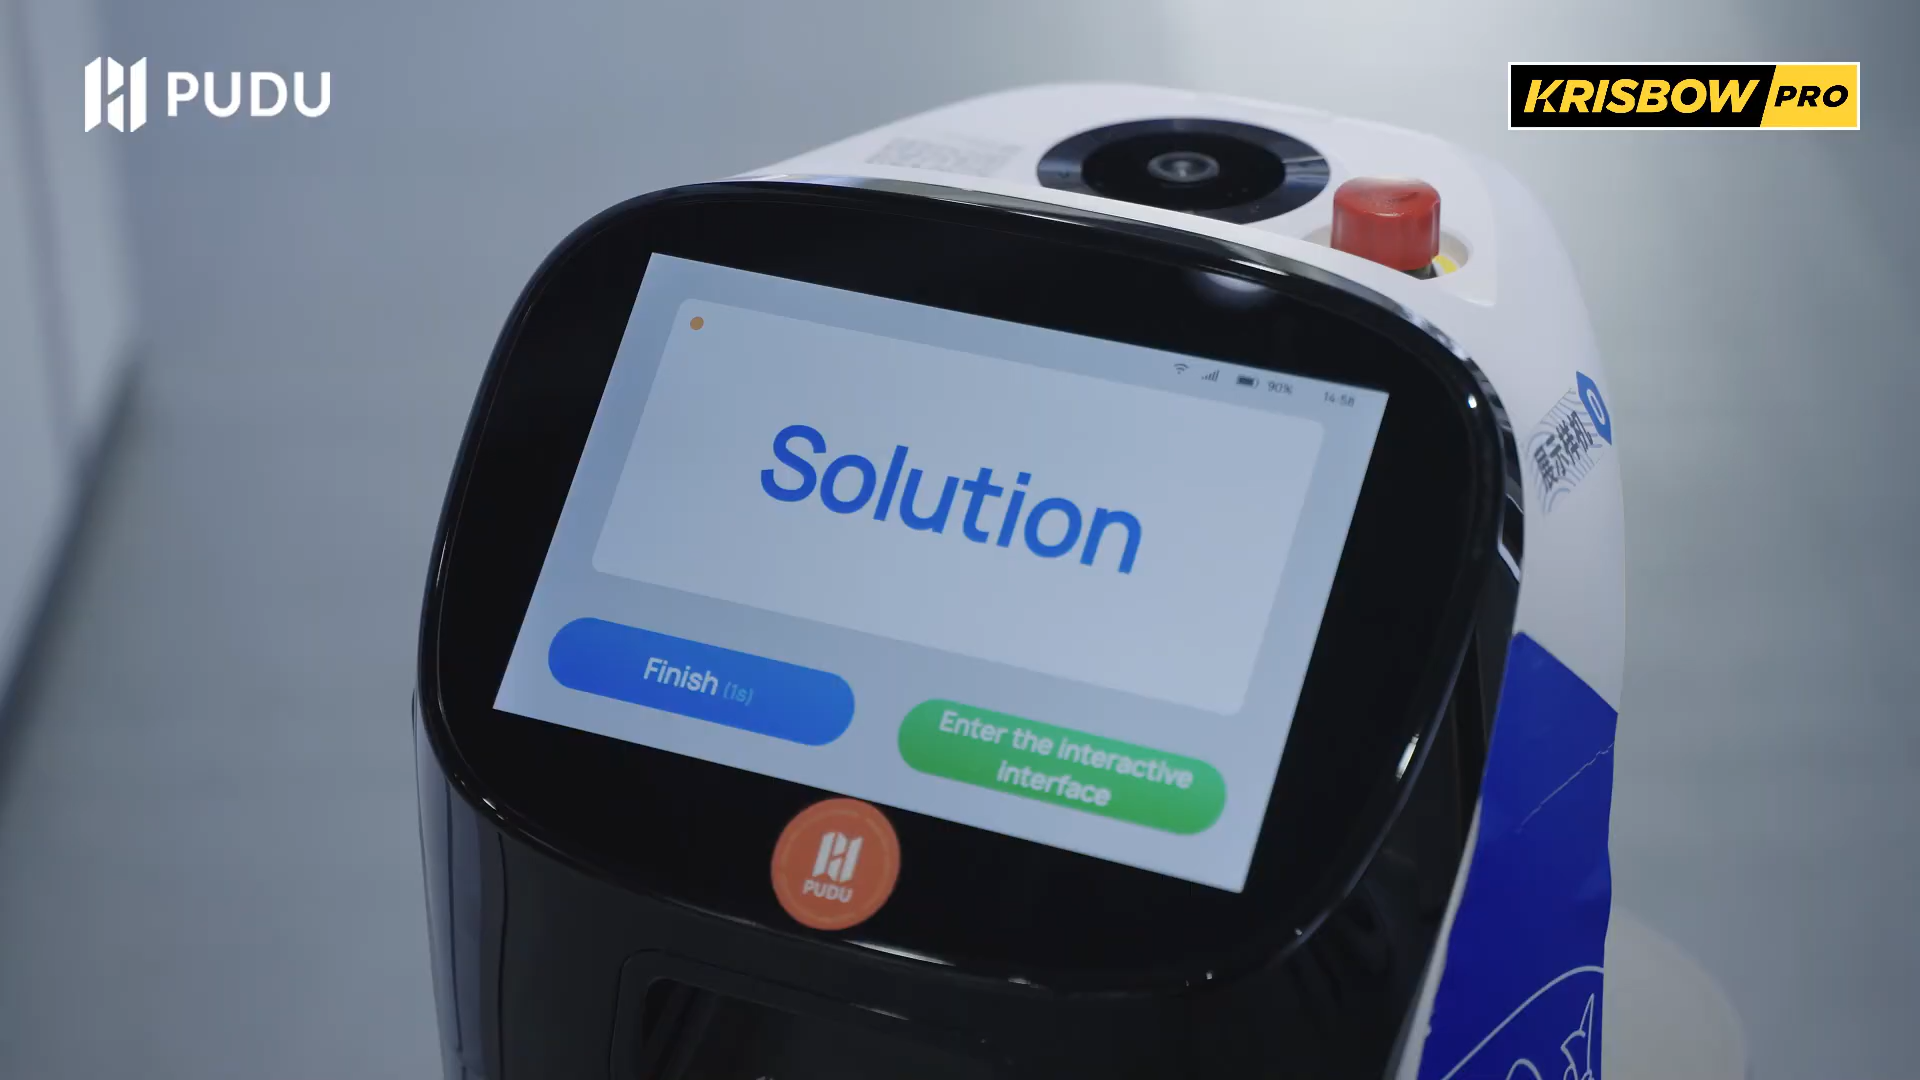 PUDU
KRISBOW PRO
90% 14:58
Solution
Finish (1s)
Enter the interactive
interface
PUDU
展示样机